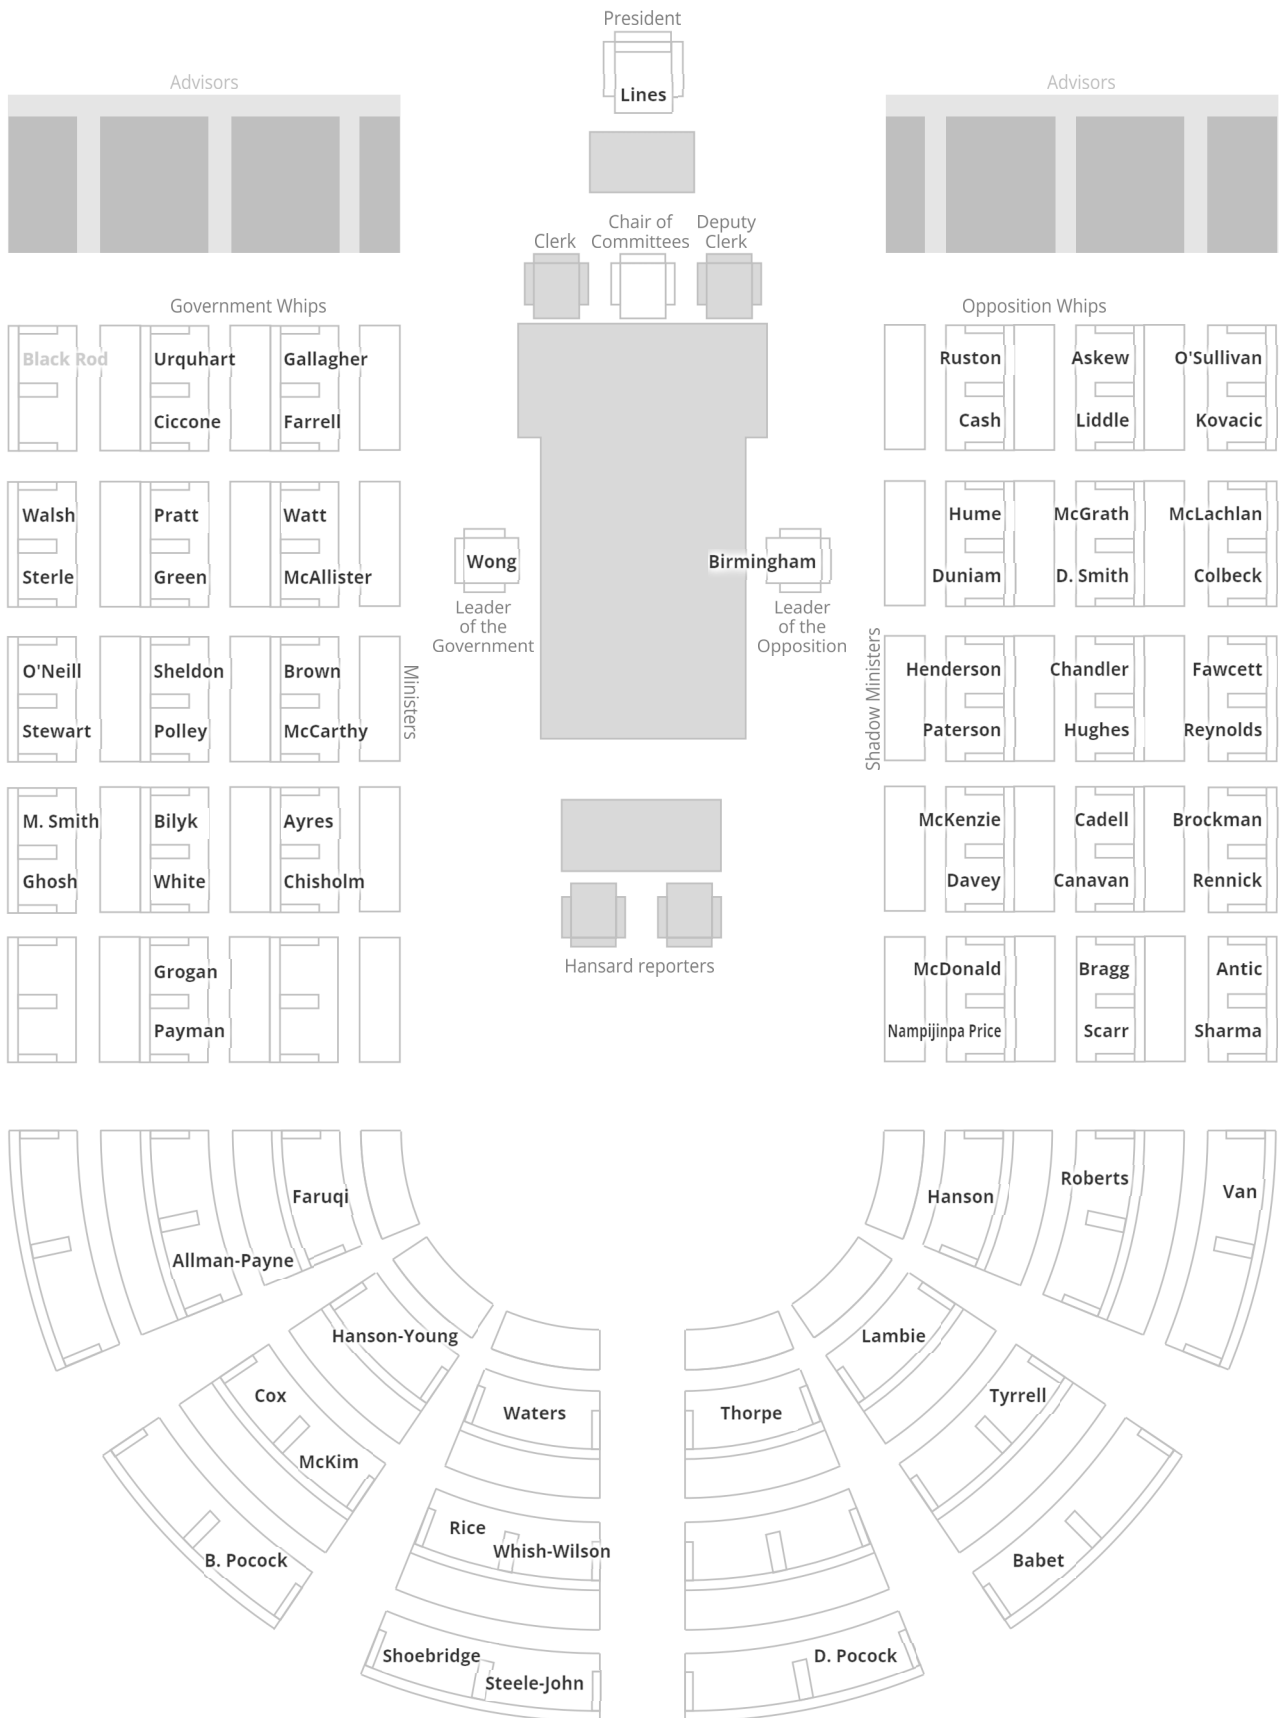 President
Lines
Advisors
Advisors
Chair of
Committees
Deputy
Clerk
Clerk
Government Whips
Opposition Whips
Black Rod Urquhart Gallagher
Ruston Askew O'Sullivan
Ciccone Farrell
Cash Liddle Kovacic
Walsh Pratt Watt
Hume McGrath McLachlan
Wong
Birmingham
Sterle Green McAllister
Duniam D. Smith Colbeck
Leader
of the
Government
Leader
of the
Opposition
O'Neill Sheldon Brown
Ministers
Shadow Ministers
Henderson Chandler Fawcett
Stewart Polley McCarthy
Paterson Hughes Reynolds
M. Smith Bilyk Ayres
McKenzie Cadell Brockman
Ghosh White Chisholm
Davey Canavan Rennick
Hansard reporters
Grogan
McDonald Bragg Antic
Payman
Nampijinpa Price Scarr Sharma
Faruqi
Hanson Roberts Van
Allman-Payne
Hanson-Young
Lambie
Cox
Tyrrell
Waters
Thorpe
McKim
Rice
Whish-Wilson
B. Pocock
Babet
Shoebridge
D. Pocock
Steele-John